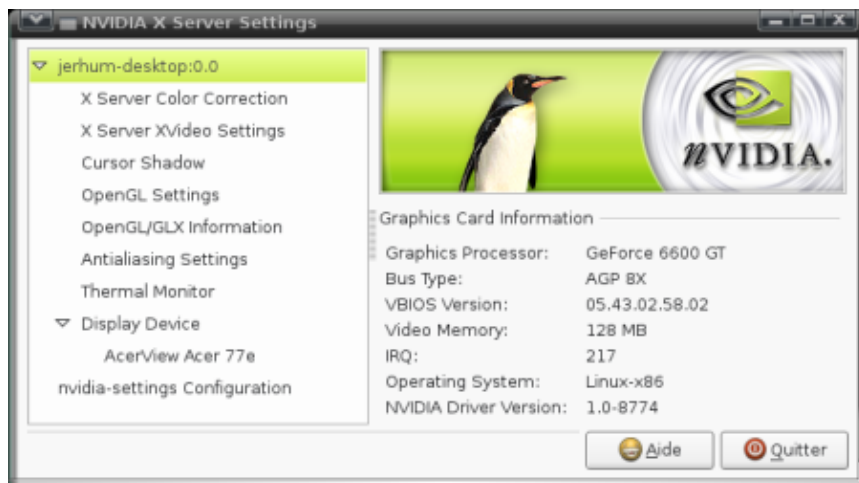 NVIDIA X Server Settings
jerhum-desktop:0.0
X Server Color Correction
X Server XVideo Settings
Cursor Shadow
OpenGL Settings
OpenGL/GLX Information
Antialiasing Settings
Thermal Monitor
Display Device
AcerView Acer 77e
nvidia-settings Configuration
nVIDIA.
Graphics Card Information
Graphics Processor: GeForce 6600 GT
Bus Type: AGP 8X
VBIOS Version: 05.43.02.58.02
Video Memory: 128 MB
IRQ: 217
Operating System: Linux-x86
NVIDIA Driver Version: 1.0-8774
Aide
Quitter